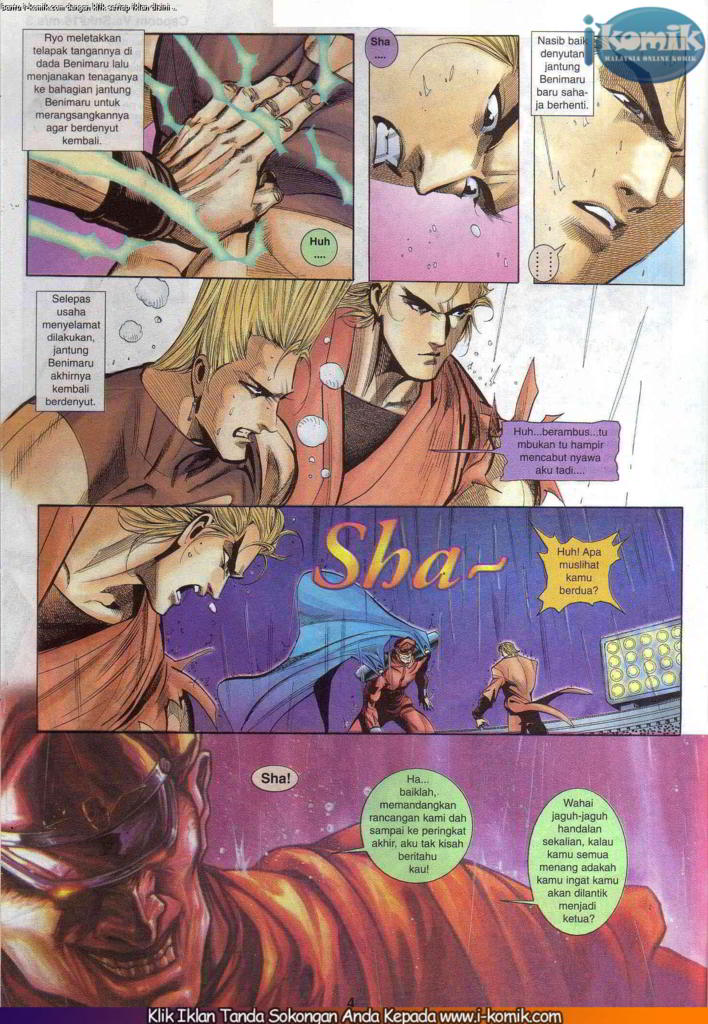 Ryo meletakkan
telapak tangannya di
dada Benimaru lalu
menjanakan tenaganya
ke bahagian jantung
Benimaru untuk
merangsangkannya
agar berdenyut
kembali.
Huh
....
Sha
....
Nasib baik
denyutan
jantung
Benimaru
baru saha-
ja berhenti.
ikomik
MALAYSIA ONLINE KOMIK
Selepas
usaha
menyelamat
dilakukan,
jantung
Benimaru
akhirnya
kembali
berdenyut.
Huh...berambus...tu
mbukan tu hampir
mencabut nyawa
aku tadi....
Sha~
Huh! Apa
muslihat
kamu
berdua?
Sha!
Ha...
baiklah,
memandangkan
rancangan kami dah
sampai ke peringkat
akhir, aku tak kisah
beritahu
kau!
Wahai
jaguh-jaguh
handalan
sekalian, kalau
kamu semua
menang adakah
kamu ingat kamu
akan dilantik
menjadi
ketua?
4
Klik Iklan Tanda Sokongan Anda Kepada www.i-komik.com